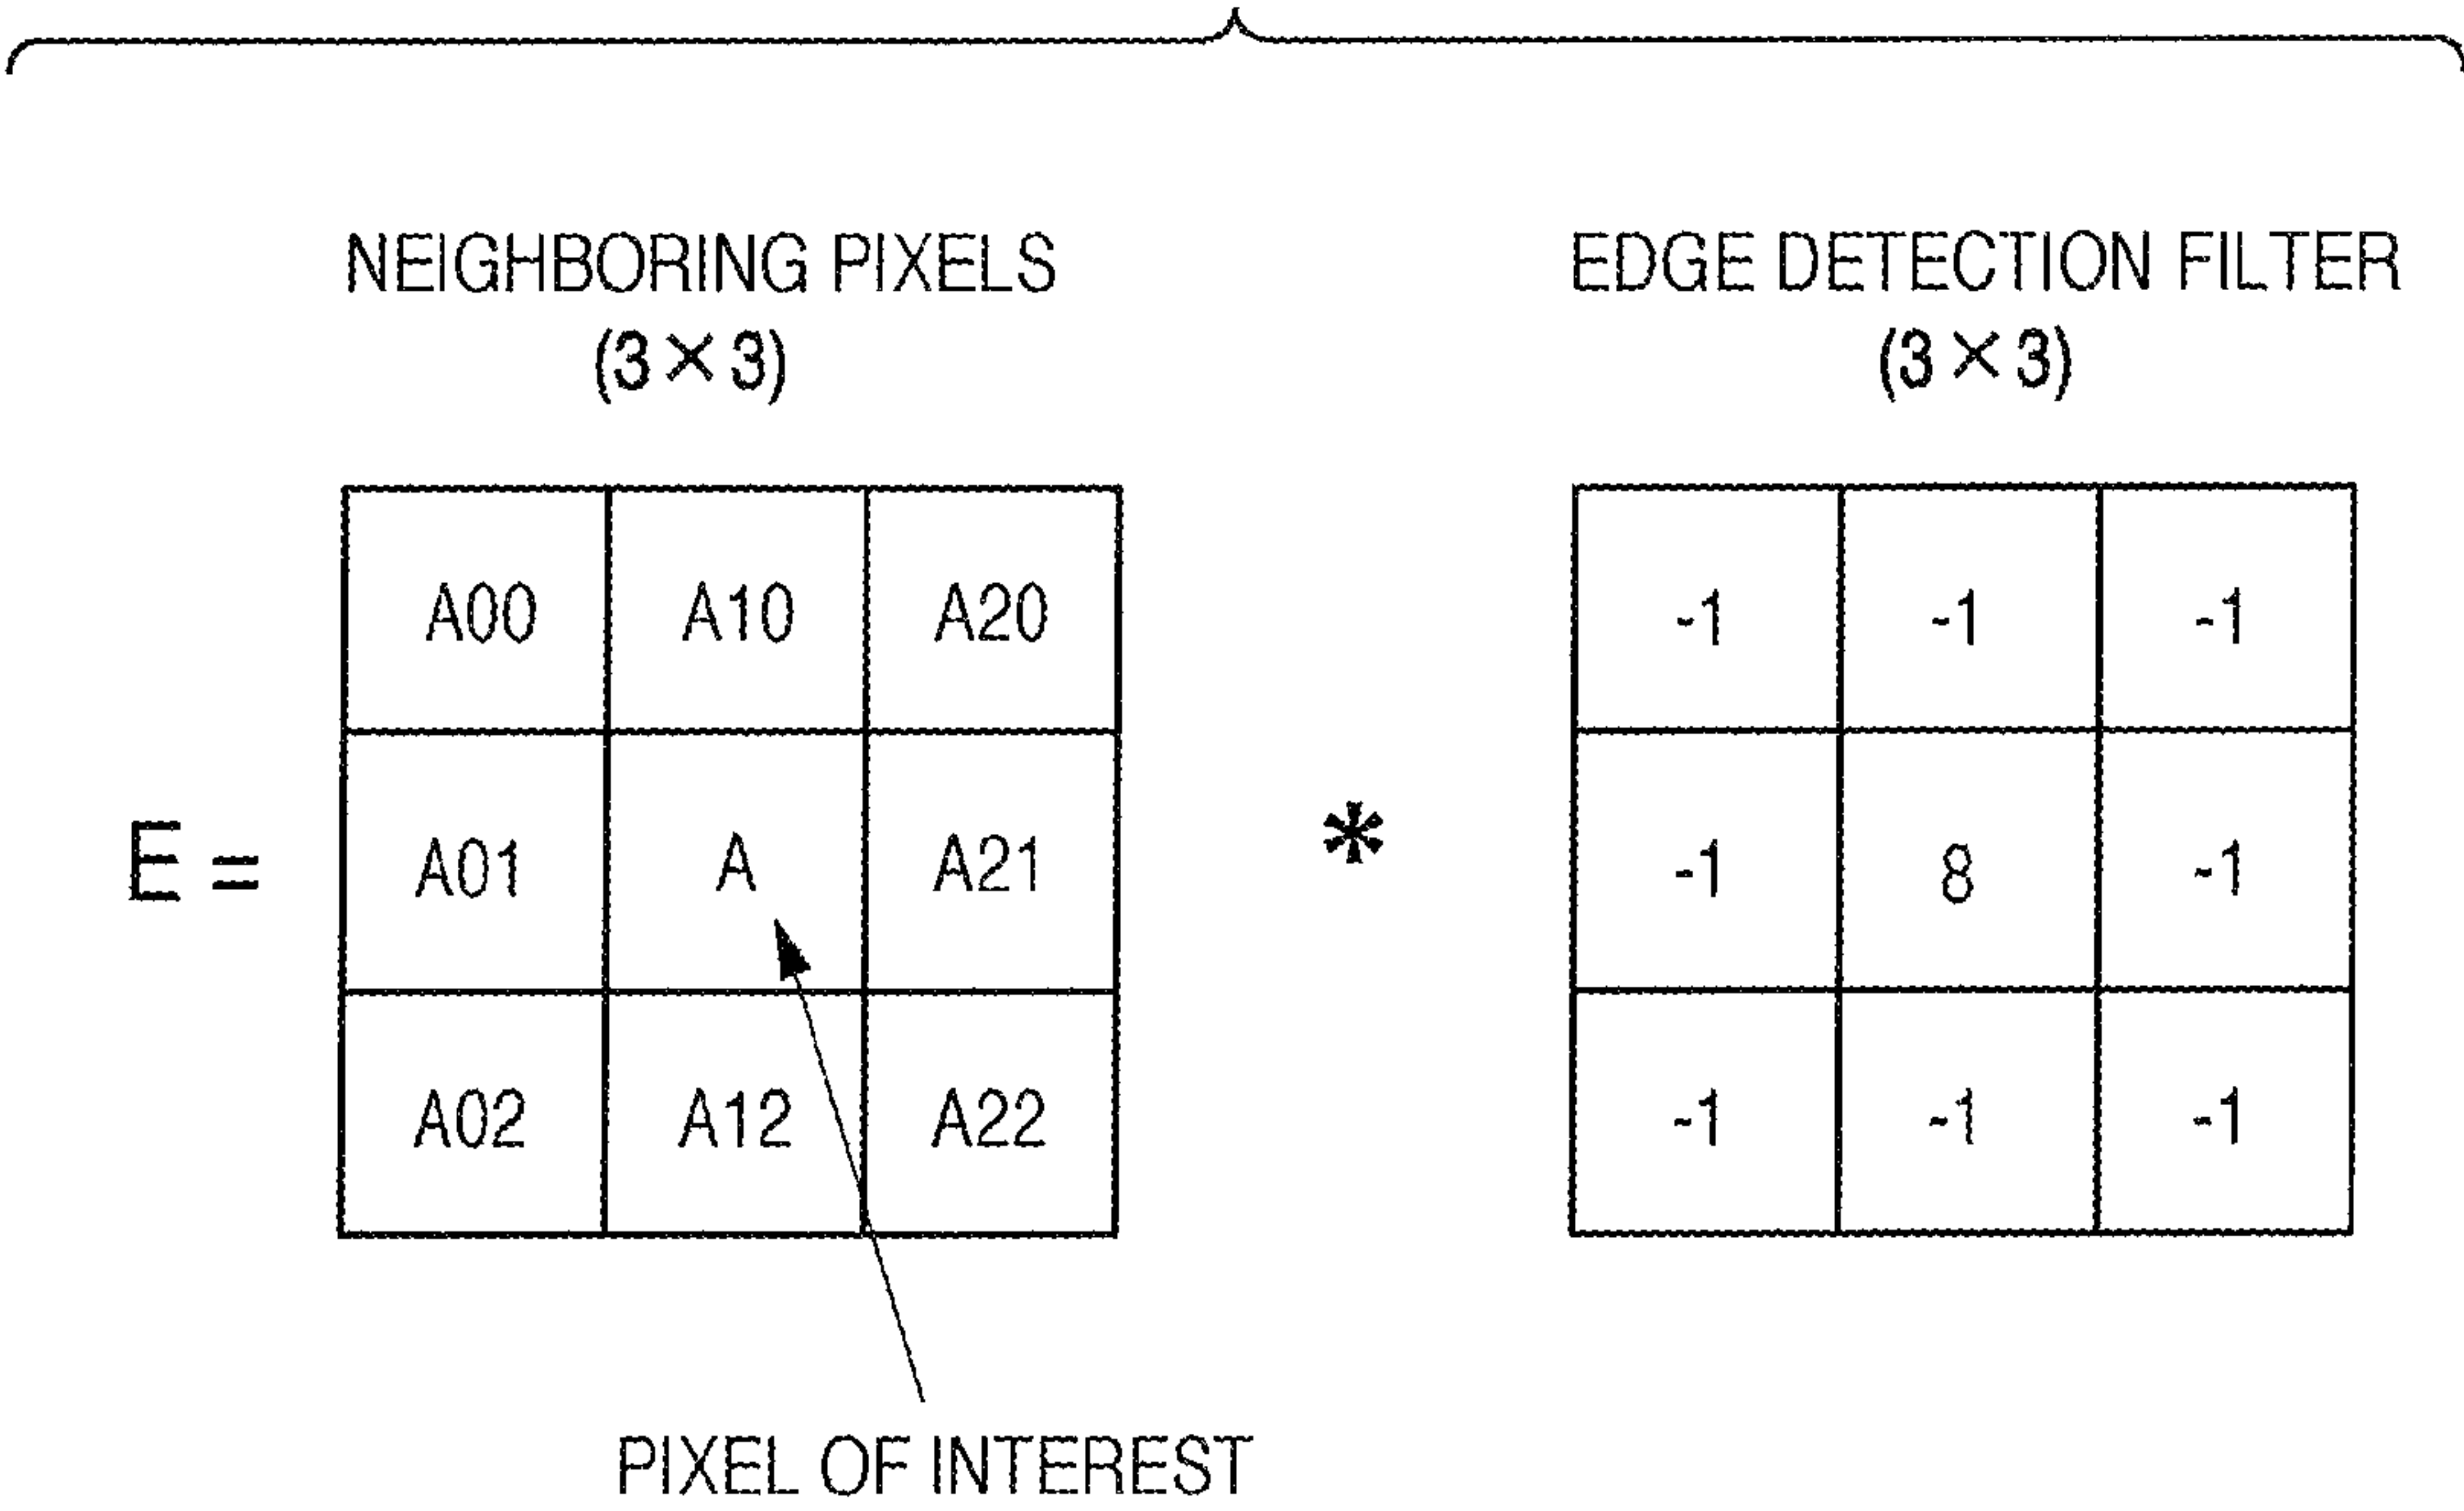 NEIGHBORING PIXELS
(3×3)
EDGE DETECTION FILTER
(3×3)
E =
A00 A10 A20
A01 A A21
A02 A12 A22
*
-1 -1 -1
-1 8 -1
-1 -1 -1
PIXEL OF INTEREST